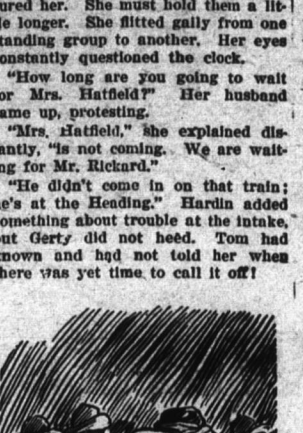 ured her. She must hold them a lit-
le longer. She flitted gaily from one
tanding group to another. Her eyes
onstantly questioned the clock.
"How long are you going to wait
or Mrs. Hatfield?" Her husband
ame up, protesting.
"Mrs. Hatfield," she explained dis-
antly, "is not coming. We are wait-
ng for Mr. Rickard."
"He didn't come in on that train;
e's at the Heading." Hardin added
omething about trouble at the intake,
ut Gerty did not heed. Tom had
nown and had not told her when
here was yet time to call it off!